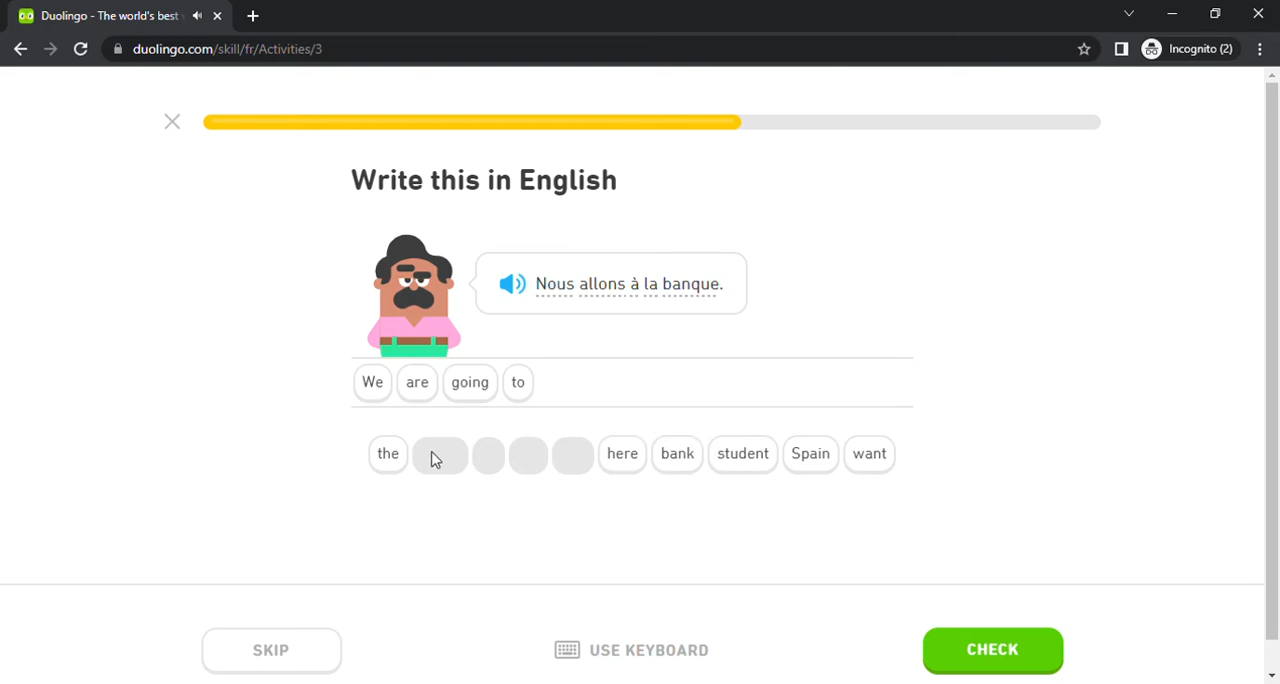 Duolingo - The world's best
duolingo.com/skill/fr/Activities/3
Incognito (2)
Write this in English
Nous allons à la banque.
We are going to
the here bank student Spain want
SKIP USE KEYBOARD CHECK